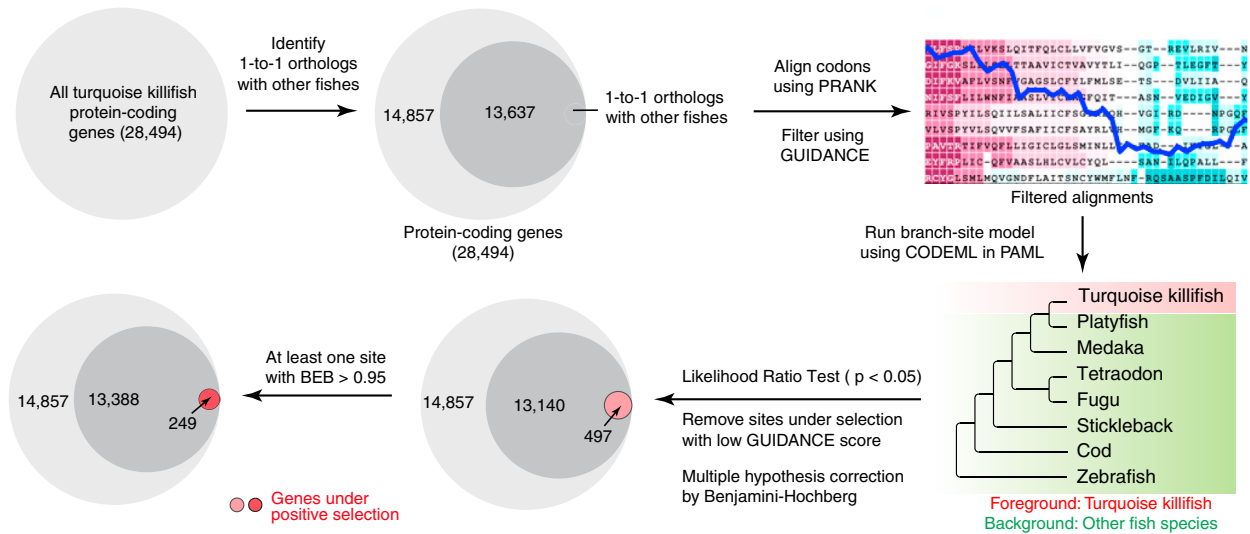 All turquoise killifish
protein-coding
genes (28,494)
Identify
1-to-1 orthologs
with other fishes
14,857
13,637
1-to-1 orthologs
with other fishes
Protein-coding genes
(28,494)
Align codons
using PRANK
Filter using
GUIDANCE
Filtered alignments
Run branch-site model
using CODEML in PAML
Turquoise killifish
Platyfish
Medaka
Tetraodon
Fugu
Stickleback
Cod
Zebrafish
Foreground: Turquoise killifish
Background: Other fish species
Likelihood Ratio Test ( p < 0.05)
Remove sites under selection
with low GUIDANCE score
Multiple hypothesis correction
by Benjamini-Hochberg
14,857
13,140
497
At least one site
with BEB > 0.95
14,857
13,388
249
Genes under
positive selection